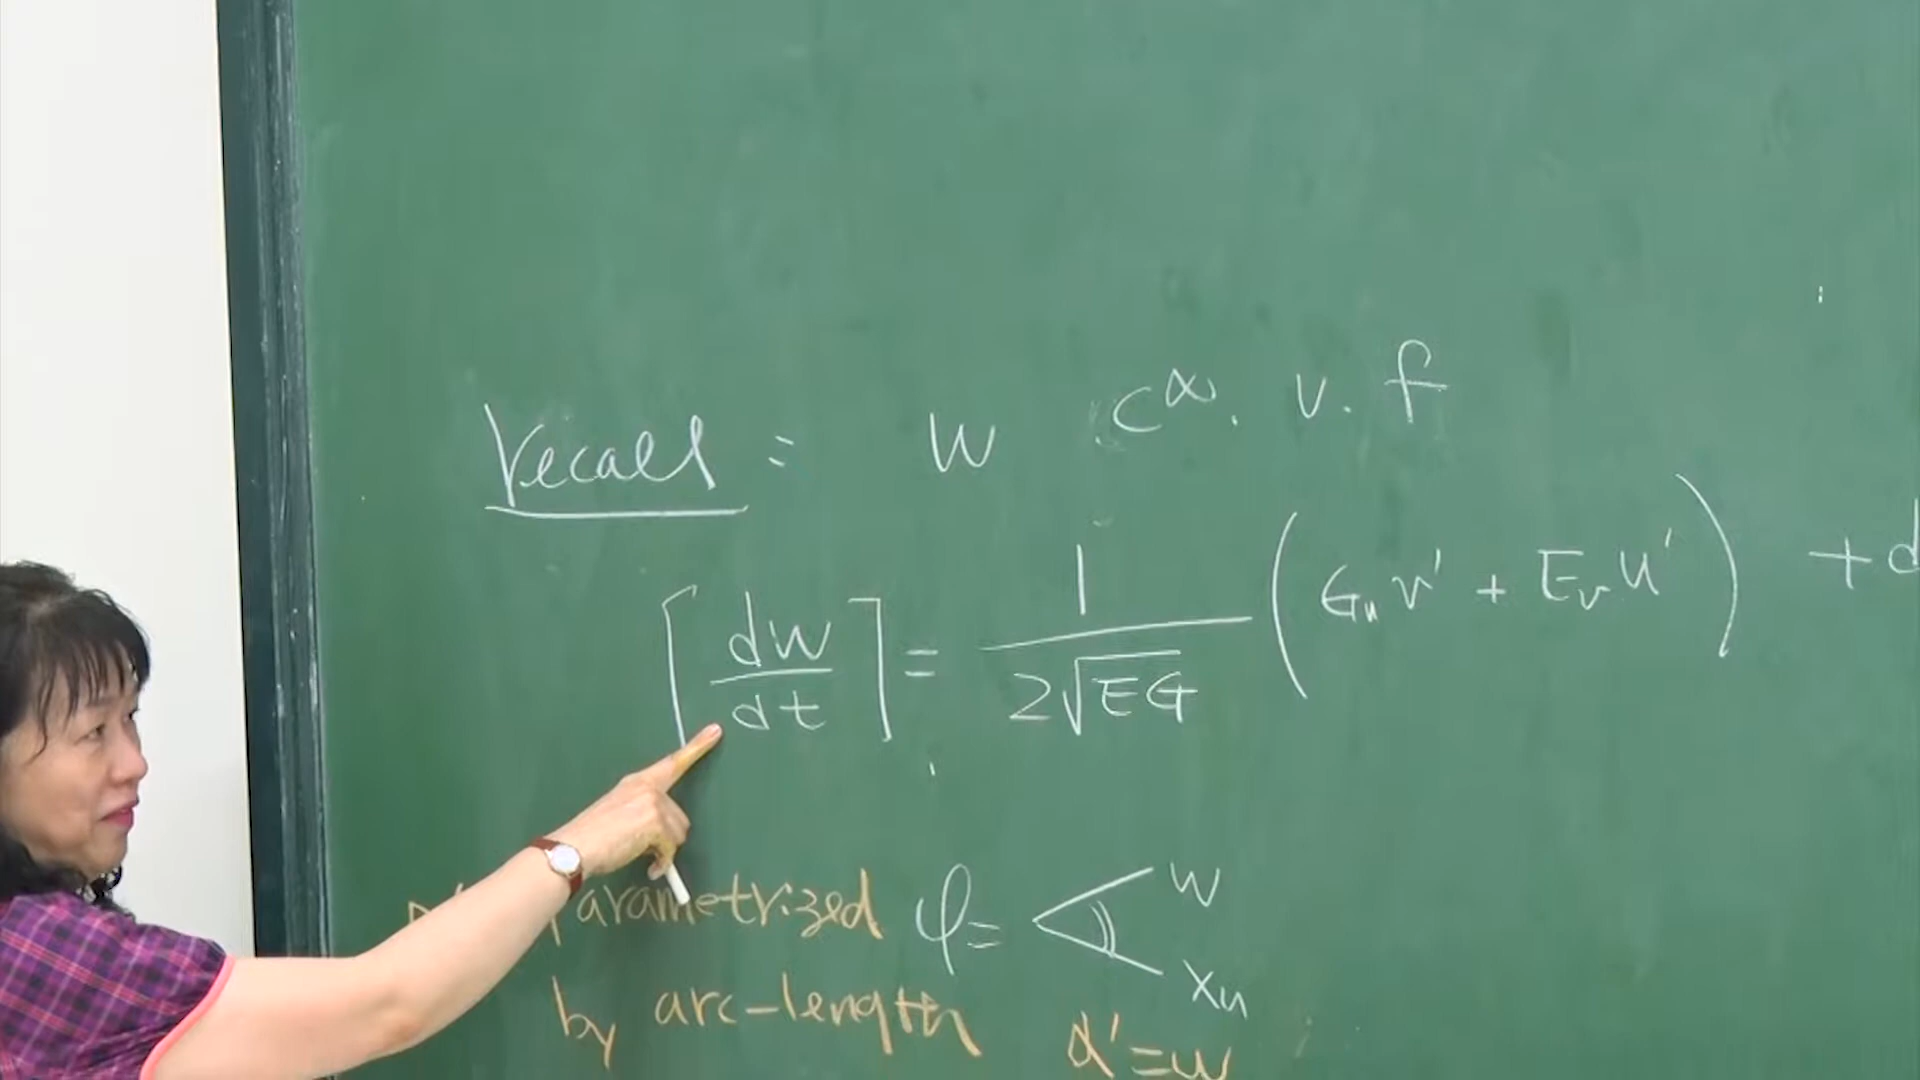 Recall = W C^∞. v. f
[dw/dt] = 1/(2√EG) (G_u v' + E_v u') + d
parametrized φ= W
X_u
by arc-length α'=w